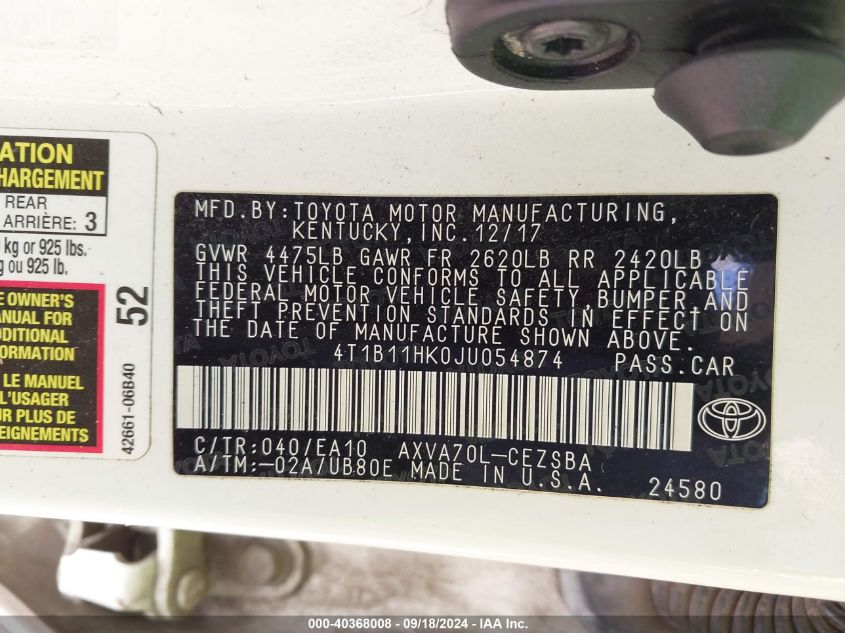 ATION
HARGEMENT
REAR
ARRIÈRE: 3
kg or 925 lbs.
g ou 925 lb.
E OWNER'S
ANUAL FOR
DDITIONAL
FORMATION
LE MANUEL
L'USAGER
UR PLUS DE
SEIGNEMENTS
52
42661-06B40
MFD.BY:TOYOTA MOTOR MANUFACTURING,
KENTUCKY,INC.12/17
GVWR 4475LB GAWR FR 2620LB RR 2420LB
THIS VEHICLE CONFORMS TO ALL APPLICABLE
FEDERAL MOTOR VEHICLE SAFETY,BUMPER,AND
THEFT PREVENTION STANDARDS IN EFFECT ON
THE DATE OF MANUFACTURE SHOWN ABOVE.
4T1B11HK0JU054874 PASS.CAR
C/TR:040/EA10 AXVA70L-CEZSBA
A/TM:-02A/UB80E MADE IN U.S.A. 24580
000-40368008 - 09/18/2024 - IAA Inc.